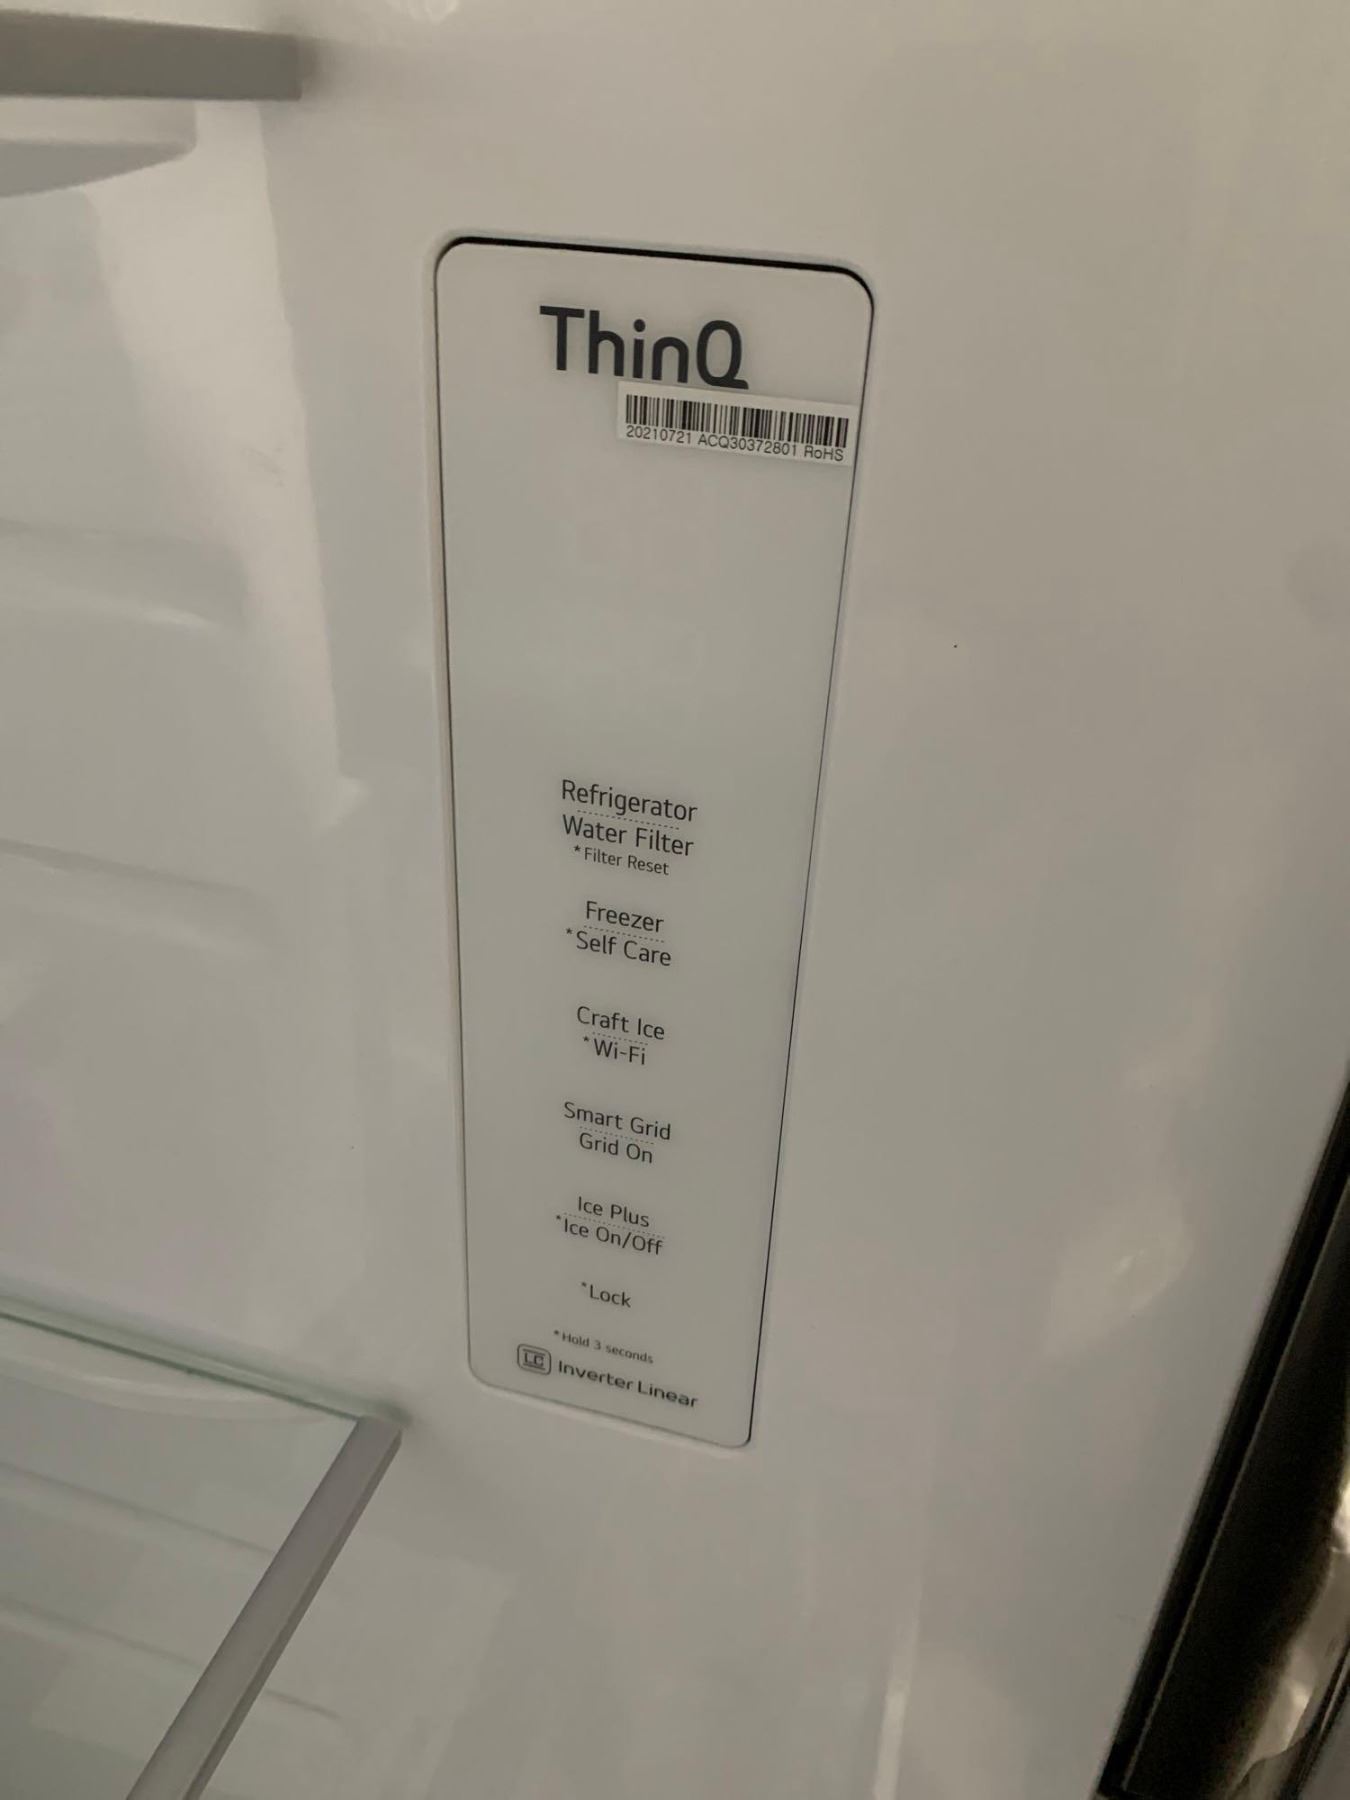 ThinQ
20210721 ACQ30372801 RoHS
Refrigerator
Water Filter
*Filter Reset
Freezer
*Self Care
Craft Ice
*Wi-Fi
Smart Grid
Grid On
Ice Plus
*Ice On/Off
*Lock
*Hold 3 seconds
LC Inverter Linear